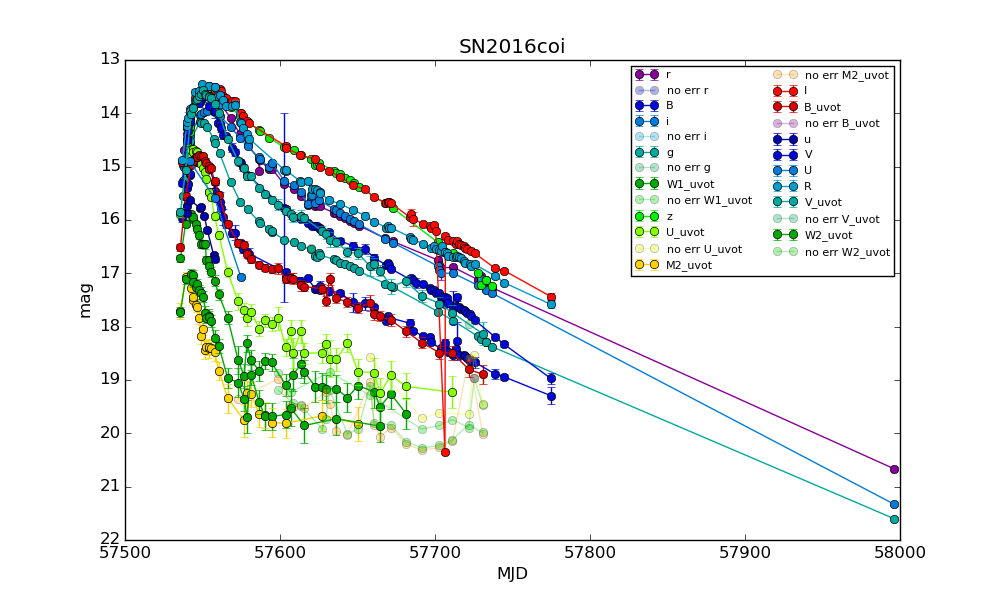 SN2016coi
13
14
15
16
17
18
19
20
21
22
mag
57500
57600
57700
57800
57900
58000
MJD
r
no err r
B
i
no err i
g
no err g
W1_uvot
no err W1_uvot
z
U_uvot
no err U_uvot
M2_uvot
no err M2_uvot
I
B_uvot
no err B_uvot
u
V
U
R
V_uvot
no err V_uvot
W2_uvot
no err W2_uvot